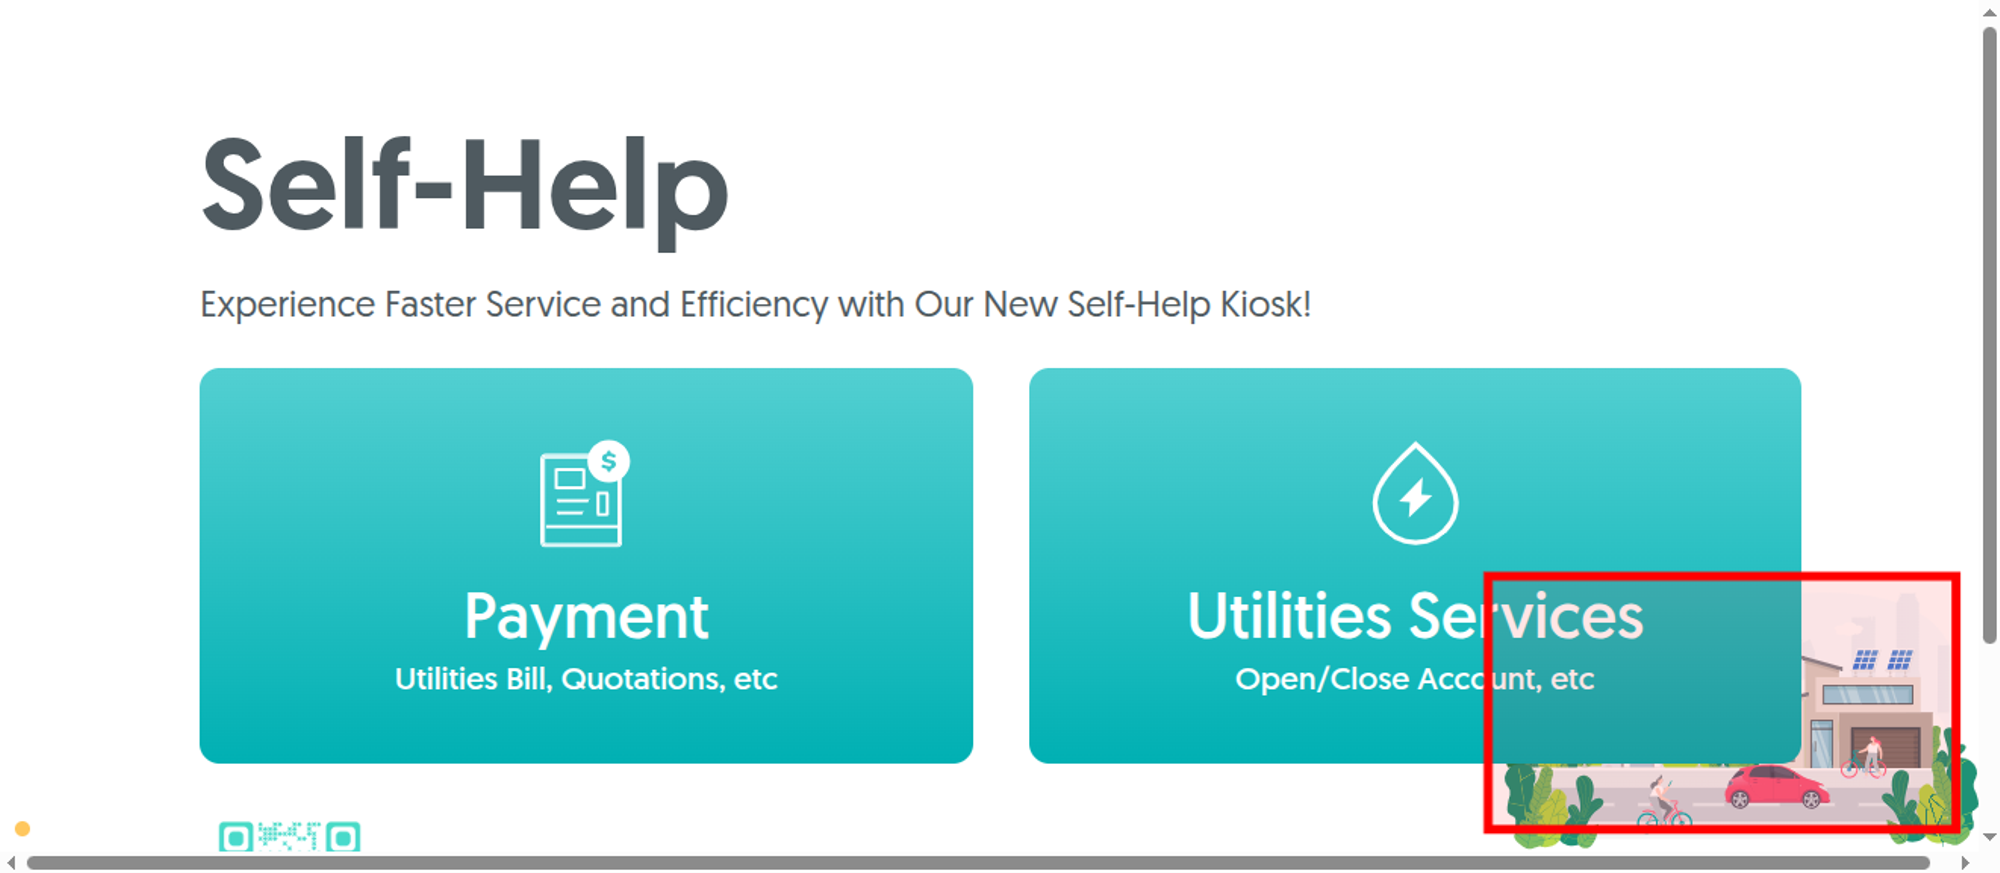 Self-Help
Experience Faster Service and Efficiency with Our New Self-Help Kiosk!
$
Payment
Utilities Bill, Quotations, etc
Utilities Services
Open/Close Account, etc